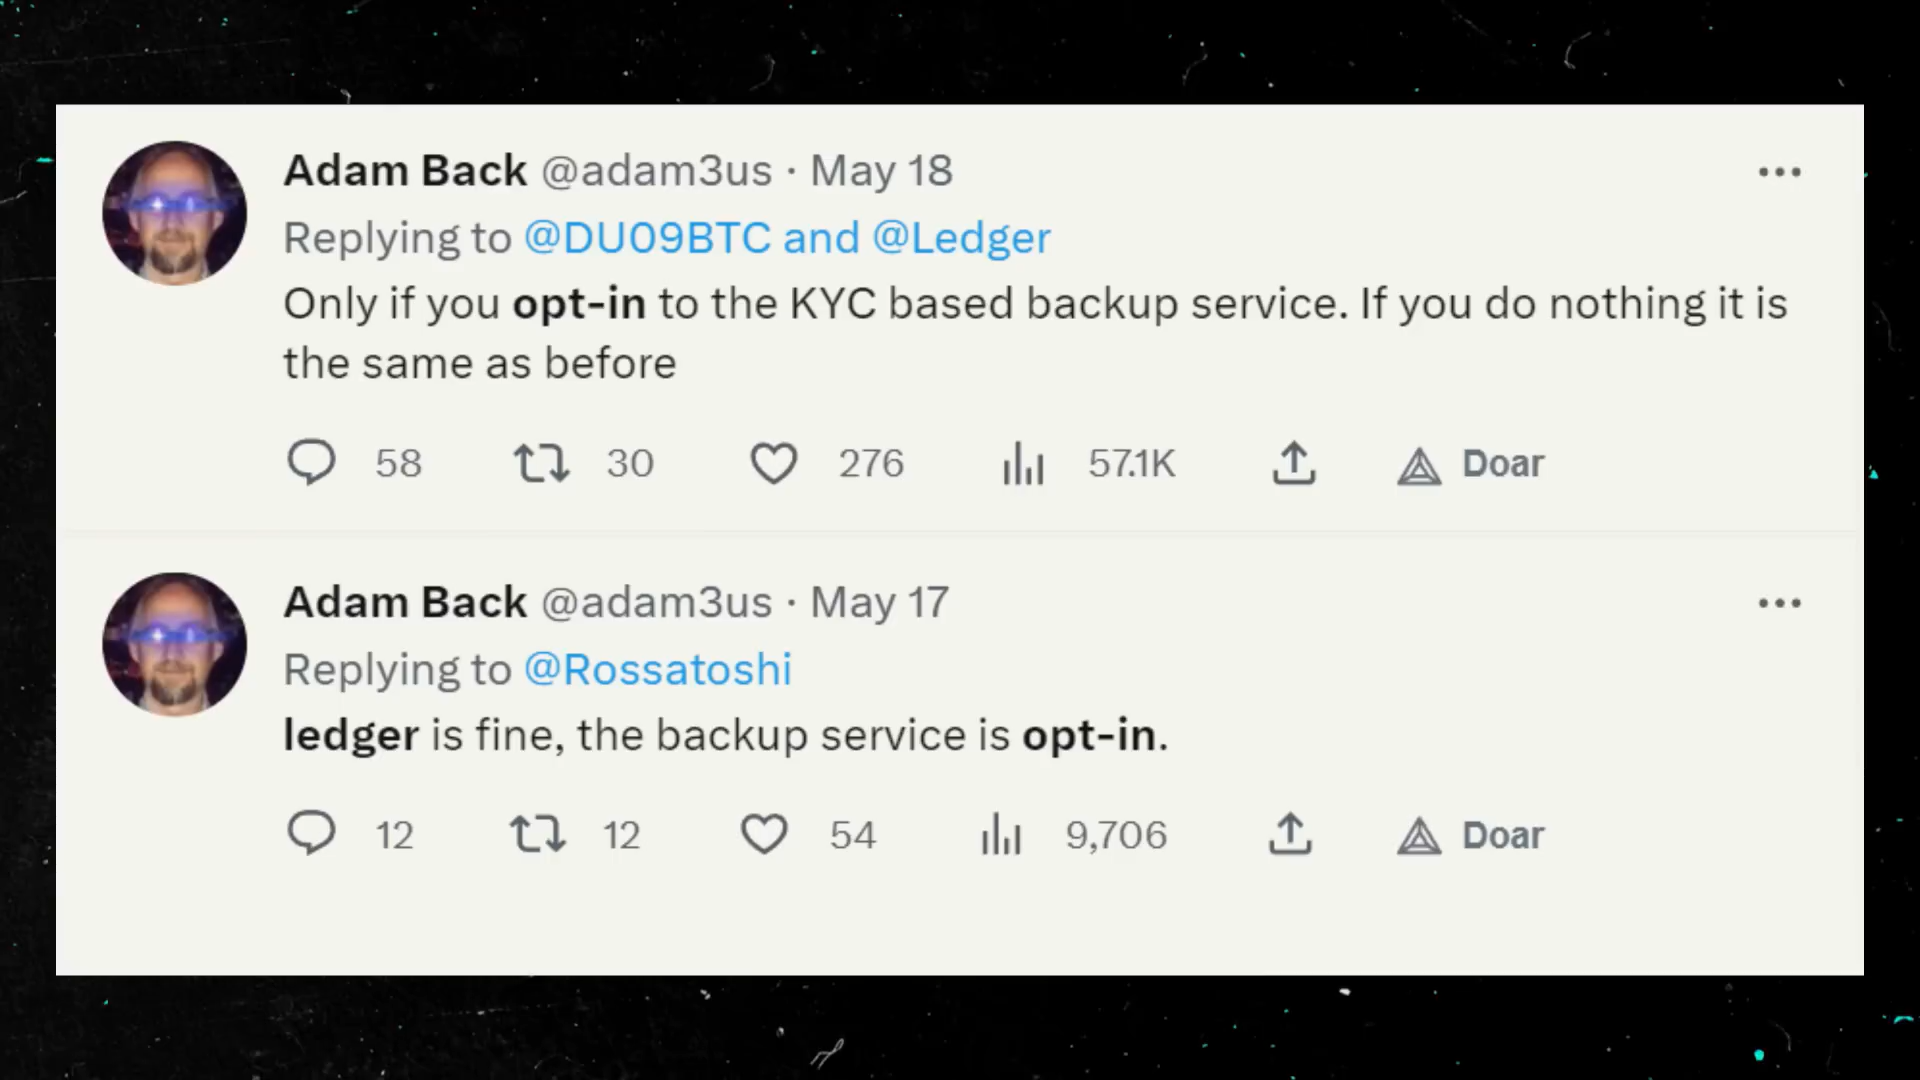 Adam Back @adam3us · May 18
Replying to @DU09BTC and @Ledger
Only if you opt-in to the KYC based backup service. If you do nothing it is
the same as before
58 30 276 57.1K Doar
Adam Back @adam3us · May 17
Replying to @Rossatoshi
ledger is fine, the backup service is opt-in.
12 12 54 9,706 Doar